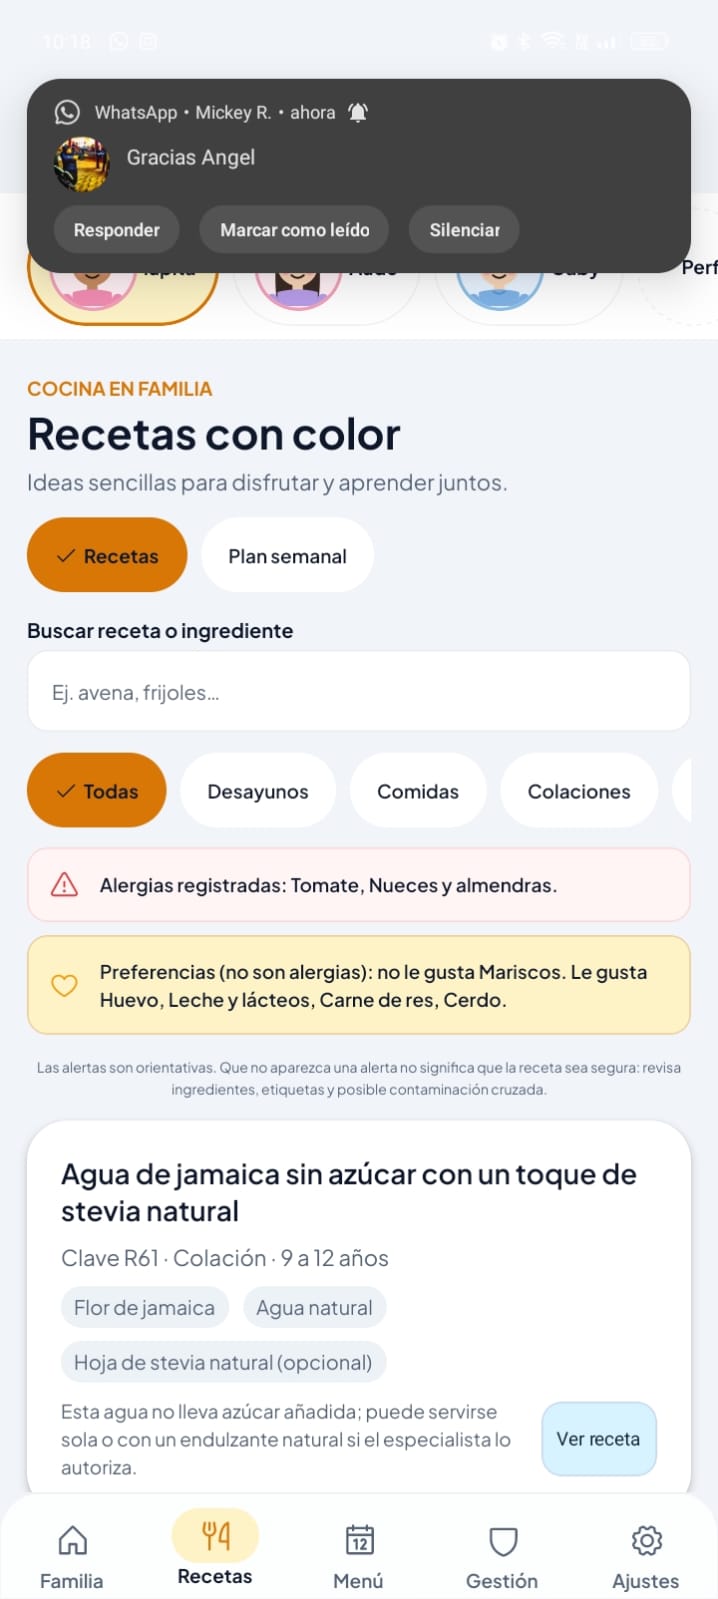 10:18
WhatsApp • Mickey R. • ahora
Gracias Angel
Responder
Marcar como leído
Silenciar
Perf
COCINA EN FAMILIA
Recetas con color
Ideas sencillas para disfrutar y aprender juntos.
Recetas
Plan semanal
Buscar receta o ingrediente
Ej. avena, frijoles...
Todas
Desayunos
Comidas
Colaciones
Alergias registradas: Tomate, Nueces y almendras.
Preferencias (no son alergias): no le gusta Mariscos. Le gusta
Huevo, Leche y lácteos, Carne de res, Cerdo.
Las alertas son orientativas. Que no aparezca una alerta no significa que la receta sea segura: revisa
ingredientes, etiquetas y posible contaminación cruzada.
Agua de jamaica sin azúcar con un toque de
stevia natural
Clave R61 · Colación · 9 a 12 años
Flor de jamaica
Agua natural
Hoja de stevia natural (opcional)
Esta agua no lleva azúcar añadida; puede servirse
sola o con un endulzante natural si el especialista lo
autoriza.
Ver receta
12
Familia
Recetas
Menú
Gestión
Ajustes